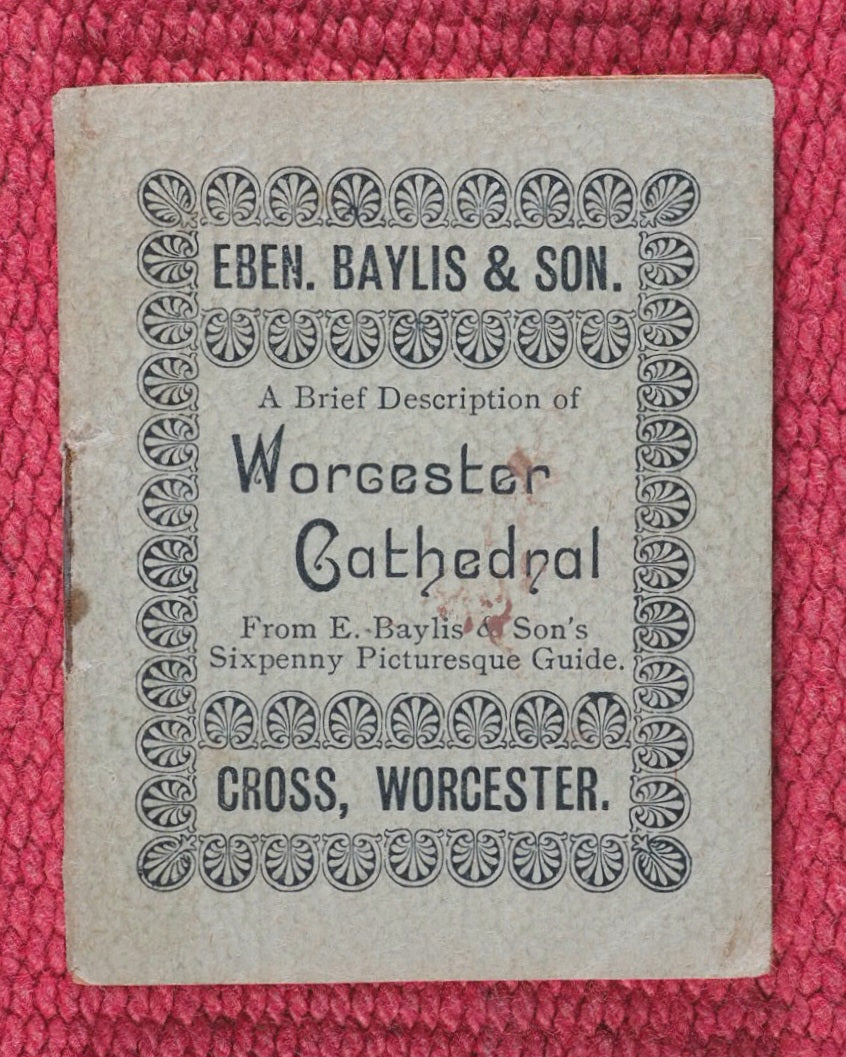 EBEN. BAYLIS & SON.
A Brief Description of
Worcester
Cathedral
From E. Baylis & Son's
Sixpenny Picturesque Guide.
CROSS, WORCESTER.